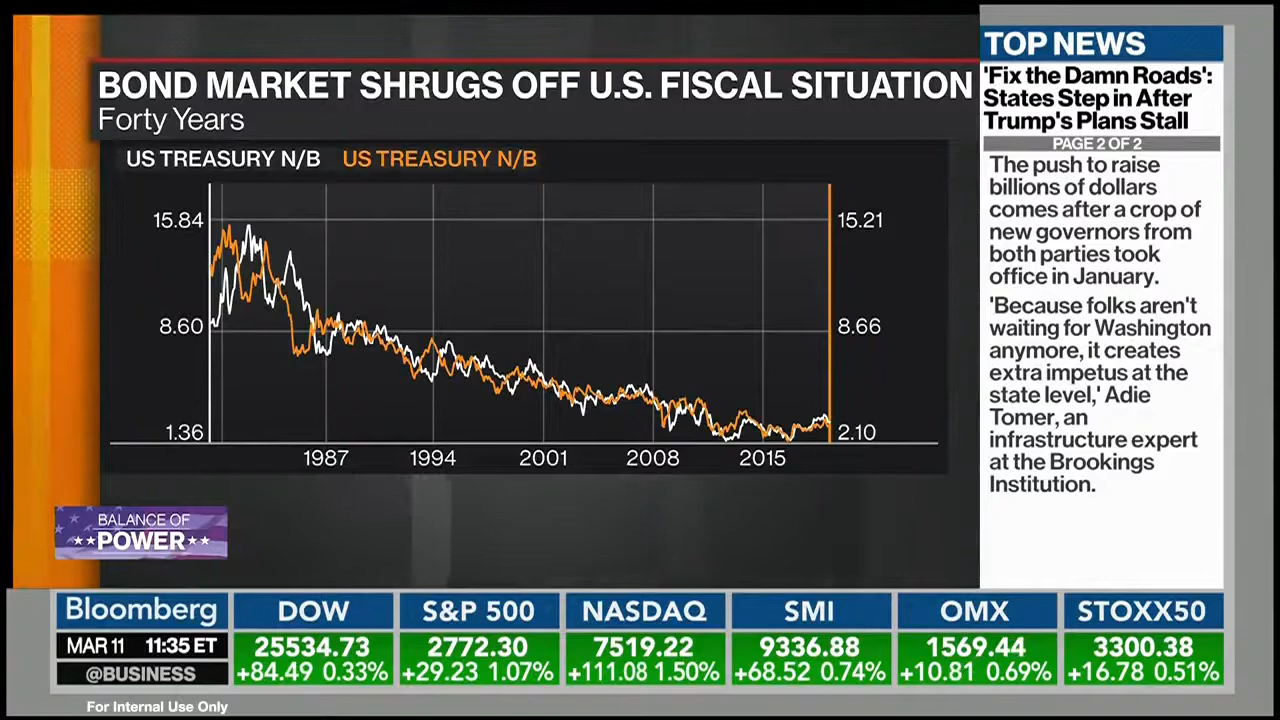 BOND MARKET SHRUGS OFF U.S. FISCAL SITUATION
Forty Years
US TREASURY N/B US TREASURY N/B
15.84
8.60
1.36
15.21
8.66
2.10
1987 1994 2001 2008 2015
TOP NEWS
'Fix the Damn Roads':
States Step in After
Trump's Plans Stall
PAGE 2 OF 2
The push to raise
billions of dollars
comes after a crop of
new governors from
both parties took
office in January.
'Because folks aren't
waiting for Washington
anymore, it creates
extra impetus at the
state level,' Adie
Tomer, an
infrastructure expert
at the Brookings
Institution.
BALANCE OF
POWER
Bloomberg DOW S&P 500 NASDAQ SMI OMX STOXX50
MAR 11 11:35 ET 25534.73 2772.30 7519.22 9336.88 1569.44 3300.38
@BUSINESS +84.49 0.33% +29.23 1.07% +111.08 1.50% +68.52 0.74% +10.81 0.69% +16.78 0.51%
For Internal Use Only